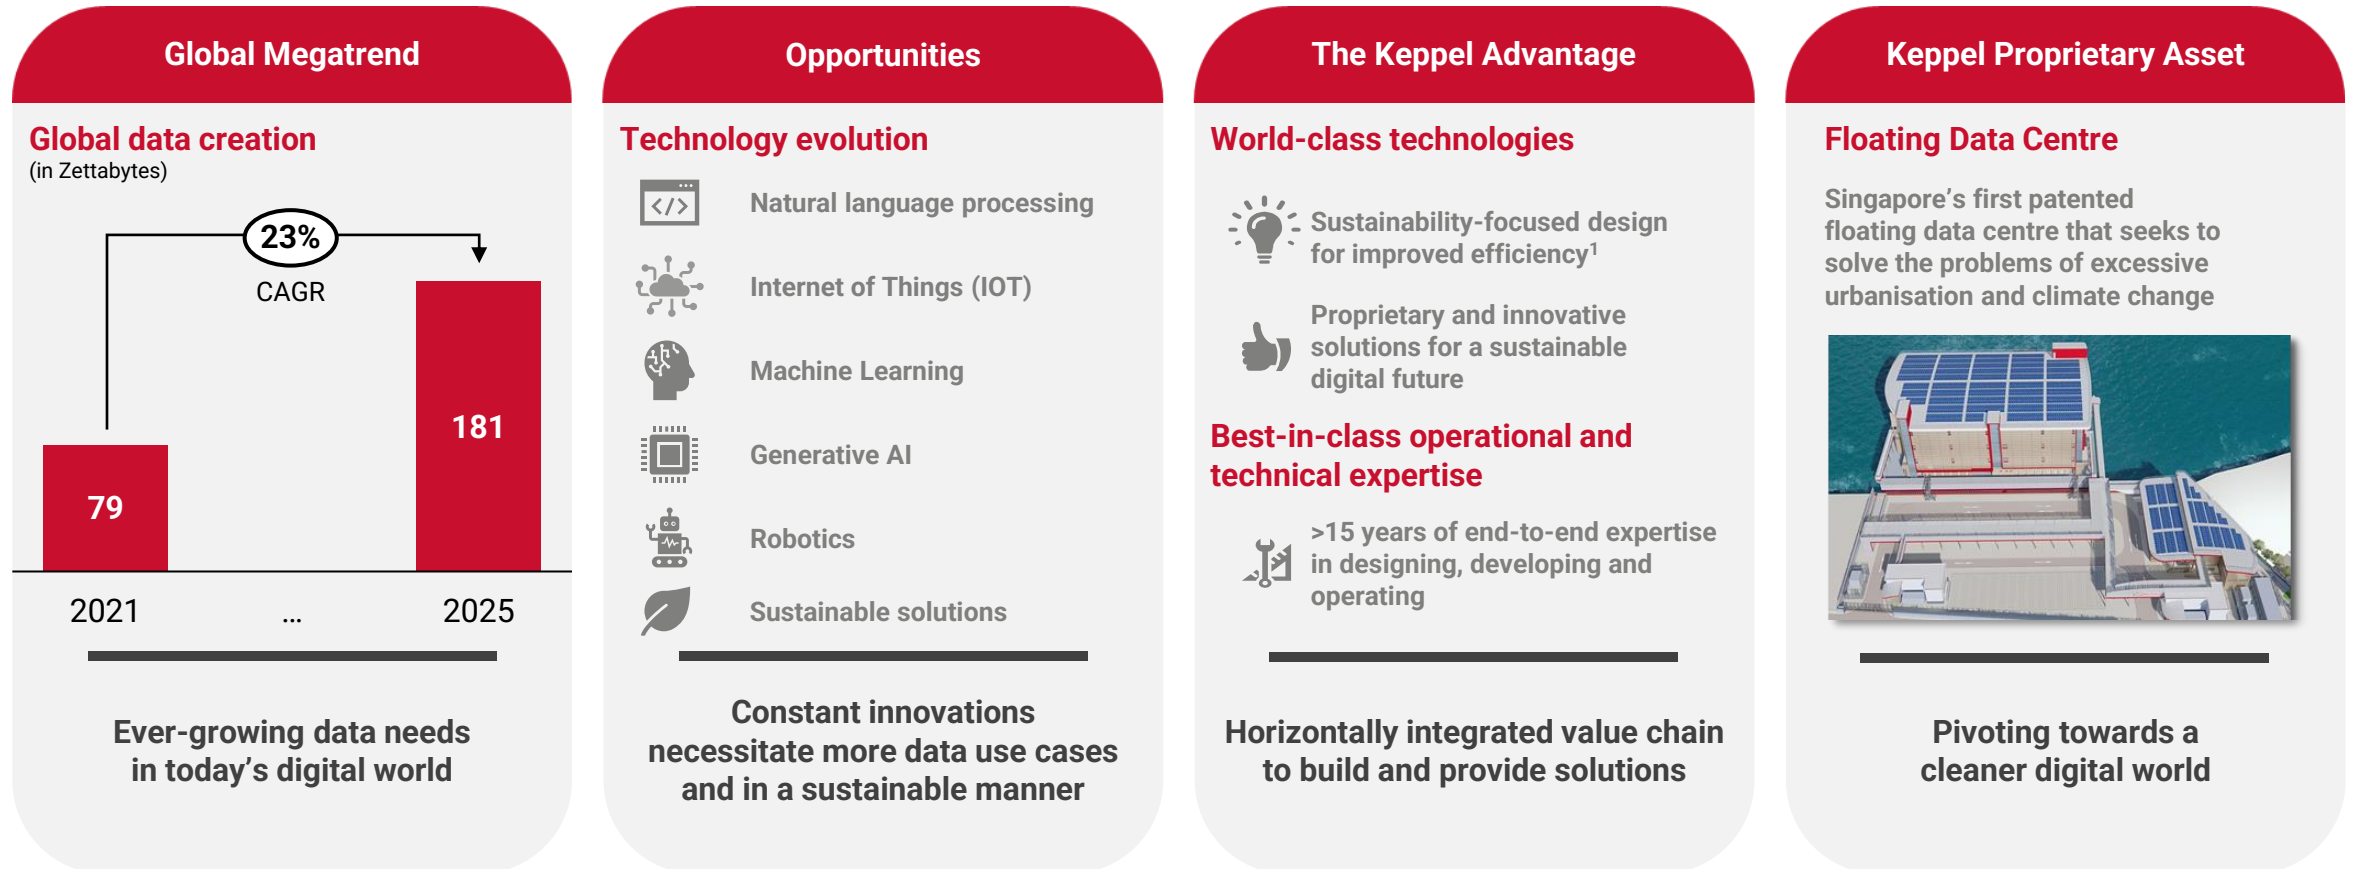 Global Megatrend
Global data creation
(in Zettabytes)
23%
CAGR
181
79
2021
...
2025
Ever-growing data needs
in today's digital world
Opportunities
Technology evolution
Natural language processing
Internet of Things (IOT)
Machine Learning
Generative AI
Robotics
Sustainable solutions
Constant innovations
necessitate more data use cases
and in a sustainable manner
The Keppel Advantage
World-class technologies
Sustainability-focused design
for improved efficiency¹
Proprietary and innovative
solutions for a sustainable
digital future
Best-in-class operational and
technical expertise
>15 years of end-to-end expertise
in designing, developing and
operating
Horizontally integrated value chain
to build and provide solutions
Keppel Proprietary Asset
Floating Data Centre
Singapore's first patented
floating data centre that seeks to
solve the problems of excessive
urbanisation and climate change
Pivoting towards a
cleaner digital world